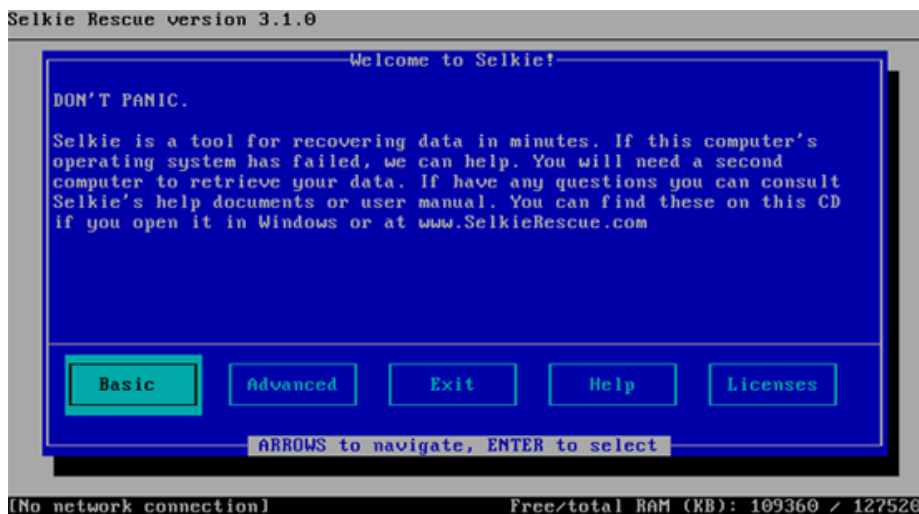 Selkie Rescue version 3.1.0
Welcome to Selkie!
DON'T PANIC.
Selkie is a tool for recovering data in minutes. If this computer's
operating system has failed, we can help. You will need a second
computer to retrieve your data. If have any questions you can consult
Selkie's help documents or user manual. You can find these on this CD
if you open it in Windows or at www.SelkieRescue.com
Basic Advanced Exit Help Licenses
ARROWS to navigate, ENTER to select
[No network connection] Free/total RAM (KB): 109360 / 127520